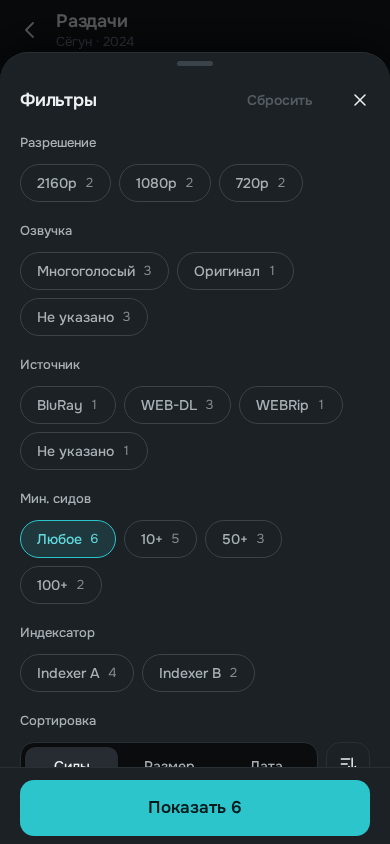 Раздачи
Сёгун · 2024
Фильтры Сбросить
Разрешение
2160p 2 1080p 2 720p 2
Озвучка
Многоголосый 3 Оригинал 1
Не указано 3
Источник
BluRay 1 WEB-DL 3 WEBRip 1
Не указано 1
Мин. сидов
Любое 6 10+ 5 50+ 3
100+ 2
Индексатор
Indexer A 4 Indexer B 2
Сортировка
Сиды Размер Дата
Показать 6